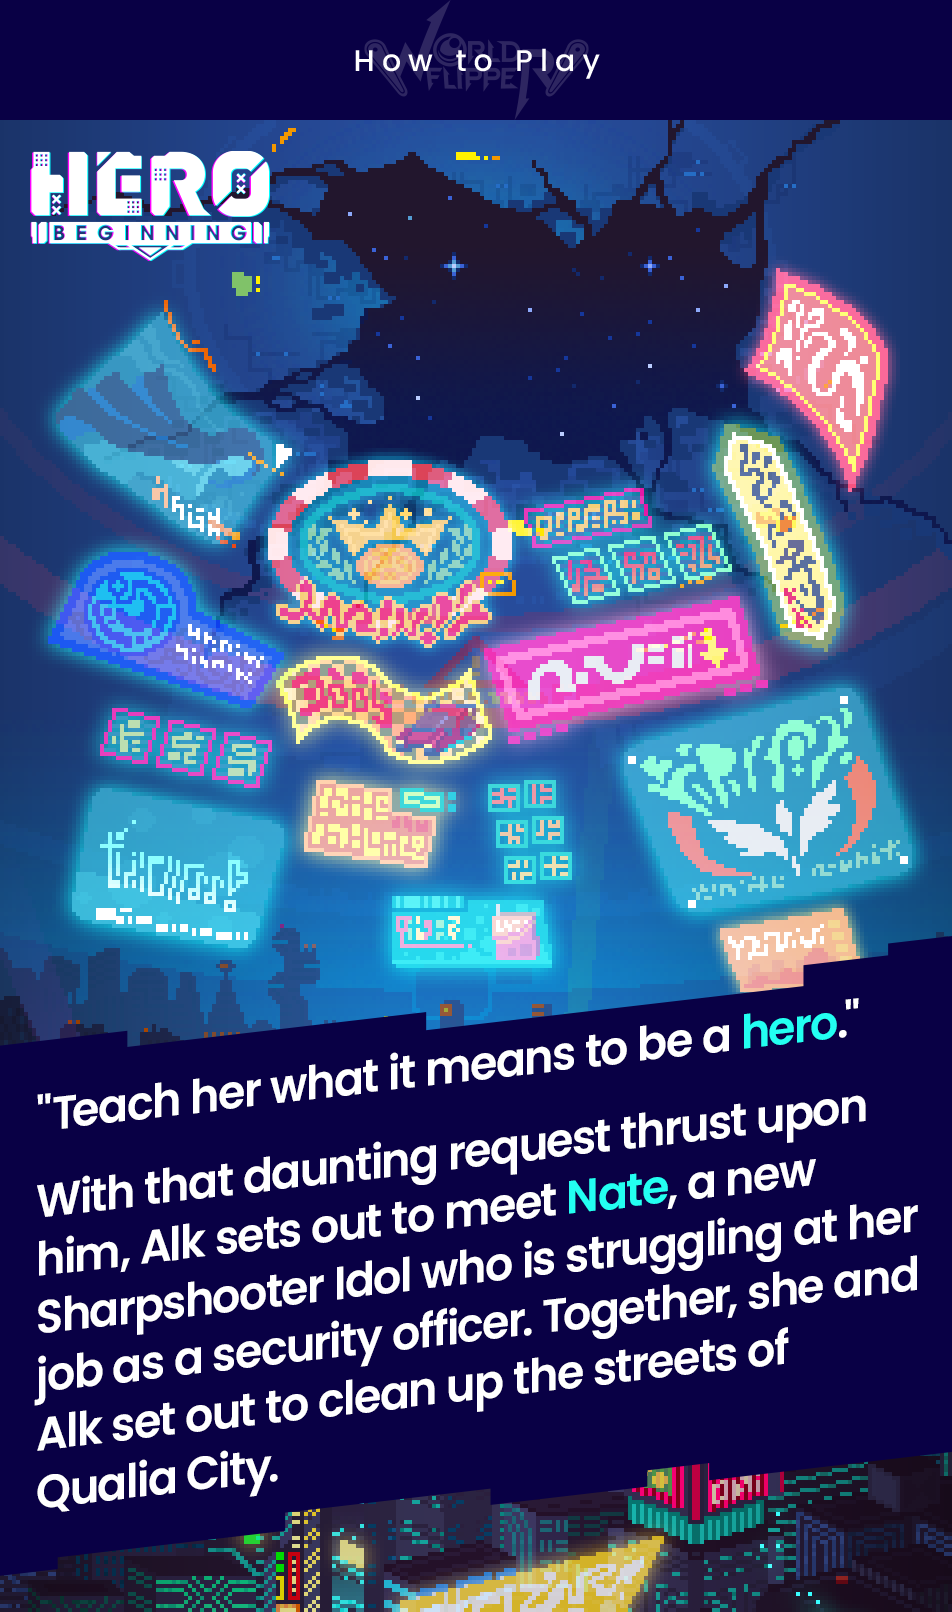 How to Play
WORLD
FLIPPER
HERO
BEGINNING
"Teach her what it means to be a hero."
With that daunting request thrust upon
him, Alk sets out to meet Nate, a new
Sharpshooter Idol who is struggling at her
job as a security officer. Together, she and
Alk set out to clean up the streets of
Qualia City.